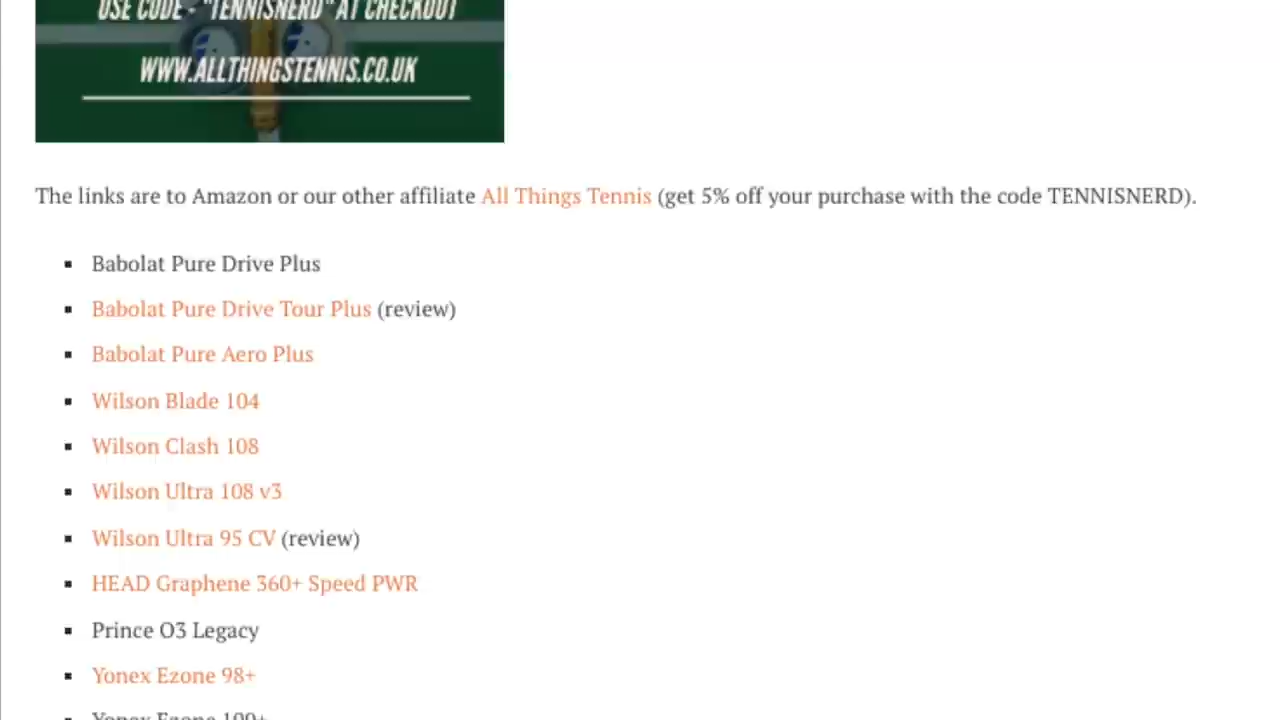 USE CODE - "TENNISNERD" AT CHECKOUT
WWW.ALLTHINGSTENNIS.CO.UK
The links are to Amazon or our other affiliate All Things Tennis (get 5% off your purchase with the code TENNISNERD).
Babolat Pure Drive Plus
Babolat Pure Drive Tour Plus (review)
Babolat Pure Aero Plus
Wilson Blade 104
Wilson Clash 108
Wilson Ultra 108 v3
Wilson Ultra 95 CV (review)
HEAD Graphene 360+ Speed PWR
Prince O3 Legacy
Yonex Ezone 98+
Yonex Ezone 100+